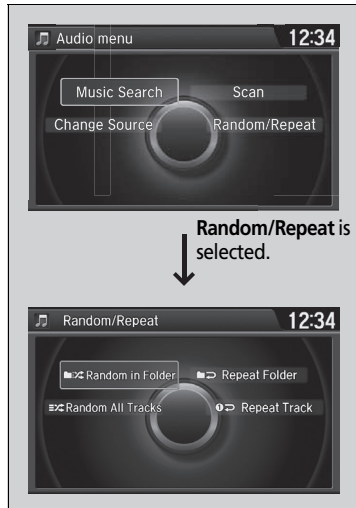 Audio menu 12:34
Music Search Scan
Change Source Random/Repeat
Random/Repeat is
selected.
Random/Repeat 12:34
Random in Folder Repeat Folder
Random All Tracks Repeat Track